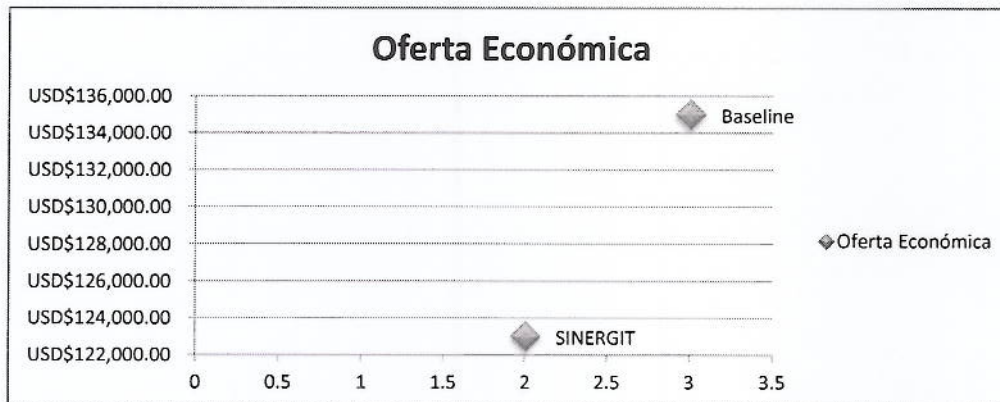 Oferta Económica
USD$136,000.00
Baseline
USD$134,000.00
USD$132,000.00
USD$130,000.00
USD$128,000.00
Oferta Económica
USD$126,000.00
USD$124,000.00
SINERGIT
USD$122,000.00
0 0.5 1 1.5 2 2.5 3 3.5